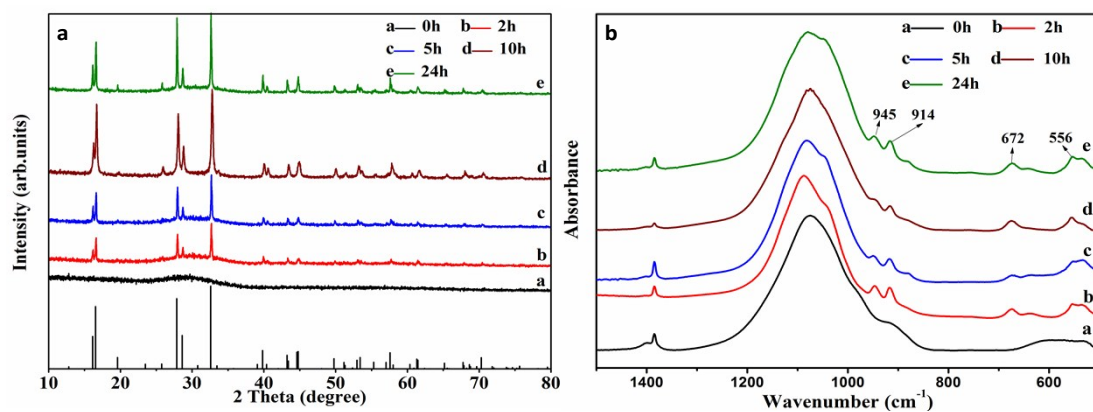 a
a 0h b 2h
c 5h d 10h
e 24h
e
d
c
b
a
Intensity (arb.units)
10 20 30 40 50 60 70 80
2 Theta (degree)
b
a 0h b 2h
c 5h d 10h
e 24h
945 914
672 556
e
d
c
b
a
Absorbance
1400 1200 1000 800 600
Wavenumber (cm⁻¹)